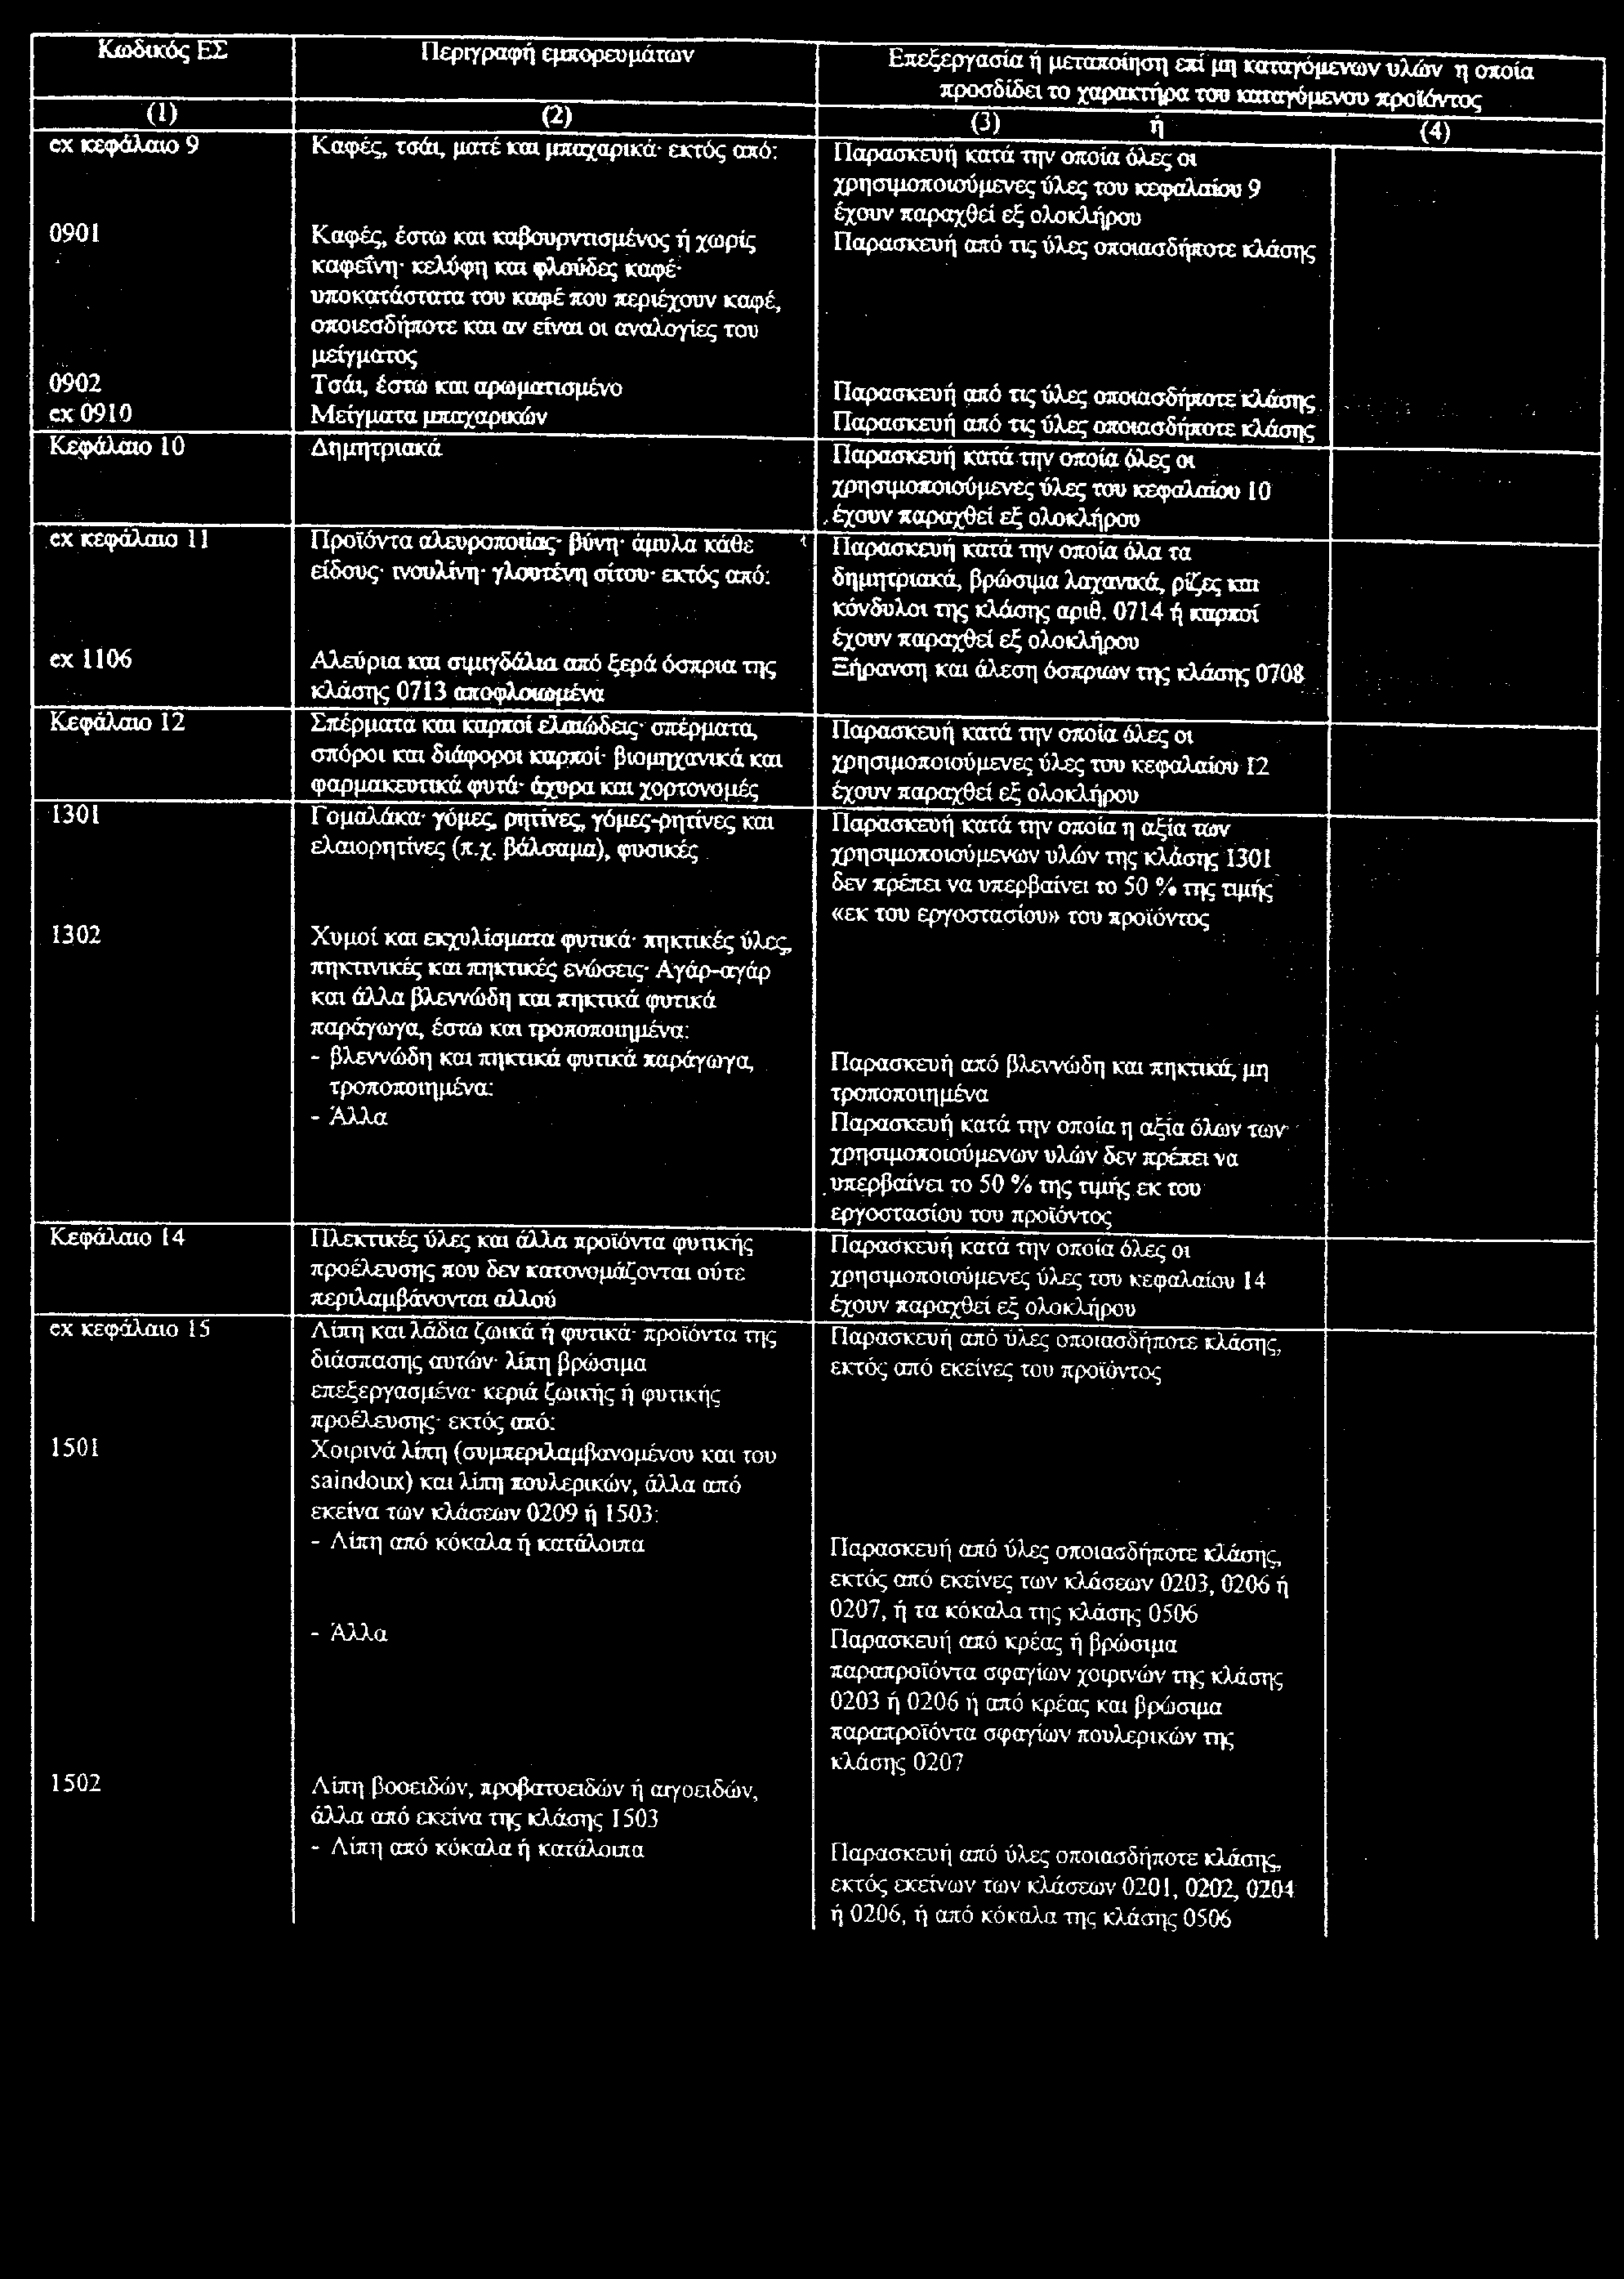 Κωδικός ΕΣ
Περιγραφή εμπορευμάτων
Επεξεργασία ή μεταποίηση επί μη καταγόμενων υλών η οποία
προσδίδει το χαρακτήρα του καταγόμενου προϊόντος
(1)
(2)
(3) ή (4)
ex κεφάλαιο 9
Καφές, τσάι, ματέ και μπαχαρικά· εκτός από:
Παρασκευή κατά την οποία όλες οι
χρησιμοποιούμενες ύλες του κεφαλαίου 9
έχουν παραχθεί εξ ολοκλήρου
0901
Καφές, έστω και καβουρντισμένος ή χωρίς
καφεΐνη· κελύφη και φλούδες καφέ·
υποκατάστατα του καφέ που περιέχουν καφέ,
οποιεσδήποτε και αν είναι οι αναλογίες του
μείγματος
Παρασκευή από τις ύλες οποιασδήποτε κλάσης
0902
Τσάι, έστω και αρωματισμένο
Παρασκευή από τις ύλες οποιασδήποτε κλάσης
ex 0910
Μείγματα μπαχαρικών
Παρασκευή από τις ύλες οποιασδήποτε κλάσης
Κεφάλαιο 10
Δημητριακά
Παρασκευή κατά την οποία όλες οι
χρησιμοποιούμενες ύλες του κεφαλαίου 10
έχουν παραχθεί εξ ολοκλήρου
ex κεφάλαιο 11
Προϊόντα αλευροποιίας· βύνη· άμυλα κάθε
είδους· ινουλίνη· γλουτένη σίτου· εκτός από:
Παρασκευή κατά την οποία όλα τα
δημητριακά, βρώσιμα λαχανικά, ρίζες και
κόνδυλοι της κλάσης αριθ. 0714 ή καρποί
έχουν παραχθεί εξ ολοκλήρου
ex 1106
Αλεύρια και σιμιγδάλια από ξερά όσπρια της
κλάσης 0713 αποφλοιωμένα
Ξήρανση και άλεση όσπριων της κλάσης 0708
Κεφάλαιο 12
Σπέρματα και καρποί ελαιώδεις· σπέρματα,
σπόροι και διάφοροι καρποί· βιομηχανικά και
φαρμακευτικά φυτά· άχυρα και χορτονομές
Παρασκευή κατά την οποία όλες οι
χρησιμοποιούμενες ύλες του κεφαλαίου 12
έχουν παραχθεί εξ ολοκλήρου
1301
Γομαλάκα· γόμες, ρητίνες, γόμες-ρητίνες και
ελαιορητίνες (π.χ. βάλσαμα), φυσικές
Παρασκευή κατά την οποία η αξία των
χρησιμοποιούμενων υλών της κλάσης 1301
δεν πρέπει να υπερβαίνει το 50 % της τιμής
«εκ του εργοστασίου» του προϊόντος
1302
Χυμοί και εκχυλίσματα φυτικά· πηκτικές ύλες,
πηκτινικές και πηκτικές ενώσεις· Αγάρ-αγάρ
και άλλα βλεννώδη και πηκτικά φυτικά
παράγωγα, έστω και τροποποιημένα:
- βλεννώδη και πηκτικά φυτικά παράγωγα,
τροποποιημένα:
Παρασκευή από βλεννώδη και πηκτικά, μη
τροποποιημένα
- Άλλα
Παρασκευή κατά την οποία η αξία όλων των
χρησιμοποιούμενων υλών δεν πρέπει να
υπερβαίνει το 50 % της τιμής εκ του
εργοστασίου του προϊόντος
Κεφάλαιο 14
Πλεκτικές ύλες και άλλα προϊόντα φυτικής
προέλευσης που δεν κατονομάζονται ούτε
περιλαμβάνονται αλλού
Παρασκευή κατά την οποία όλες οι
χρησιμοποιούμενες ύλες του κεφαλαίου 14
έχουν παραχθεί εξ ολοκλήρου
ex κεφάλαιο 15
Λίπη και λάδια ζωικά ή φυτικά· προϊόντα της
διάσπασης αυτών· λίπη βρώσιμα
επεξεργασμένα· κεριά ζωικής ή φυτικής
προέλευσης· εκτός από:
Παρασκευή από ύλες οποιασδήποτε κλάσης,
εκτός από εκείνες του προϊόντος
1501
Χοιρινά λίπη (συμπεριλαμβανομένου και του
saindoux) και λίπη πουλερικών, άλλα από
εκείνα των κλάσεων 0209 ή 1503:
- Λίπη από κόκαλα ή κατάλοιπα
Παρασκευή από ύλες οποιασδήποτε κλάσης,
εκτός από εκείνες των κλάσεων 0203, 0206 ή
0207, ή τα κόκαλα της κλάσης 0506
- Άλλα
Παρασκευή από κρέας ή βρώσιμα
παραπροϊόντα σφαγίων χοιρινών της κλάσης
0203 ή 0206 ή από κρέας και βρώσιμα
παραπροϊόντα σφαγίων πουλερικών της
κλάσης 0207
1502
Λίπη βοοειδών, προβατοειδών ή αιγοειδών,
άλλα από εκείνα της κλάσης 1503
- Λίπη από κόκαλα ή κατάλοιπα
Παρασκευή από ύλες οποιασδήποτε κλάσης,
εκτός εκείνων των κλάσεων 0201, 0202, 0204
ή 0206, ή από κόκαλα της κλάσης 0506